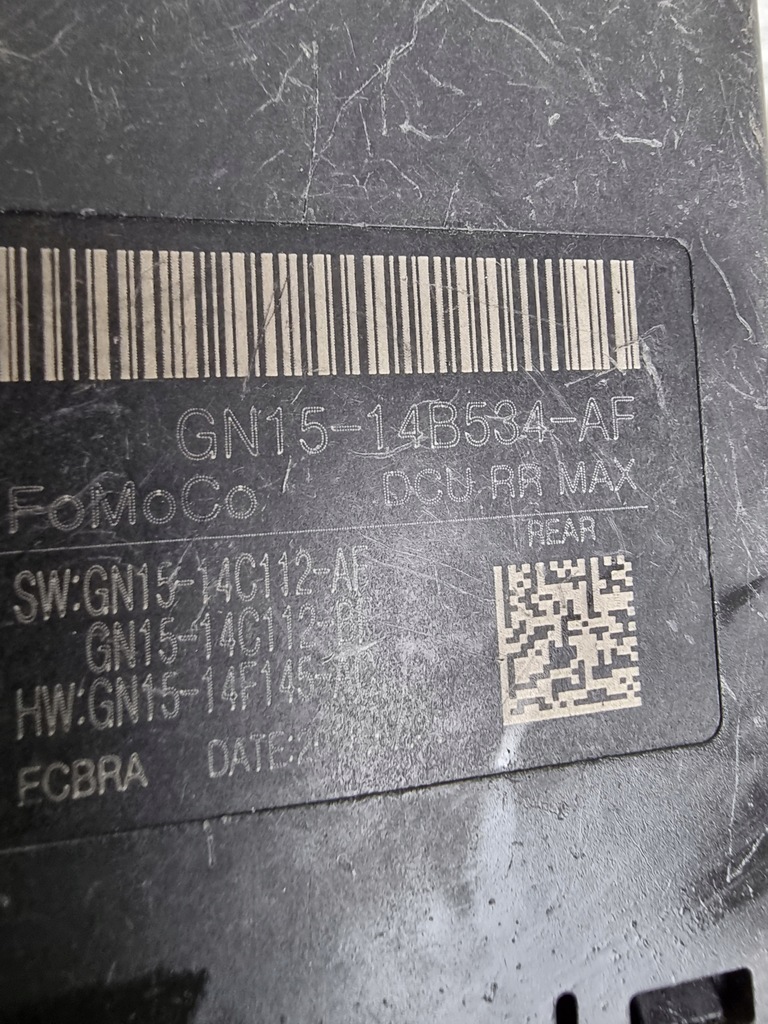 GN15-14B534-AF
FoMoCo DCU RR MAX
REAR
SW:GN15-14C112-AF
GN15-14C112-
HW:GN15-14F145-
FCBRA DATE: